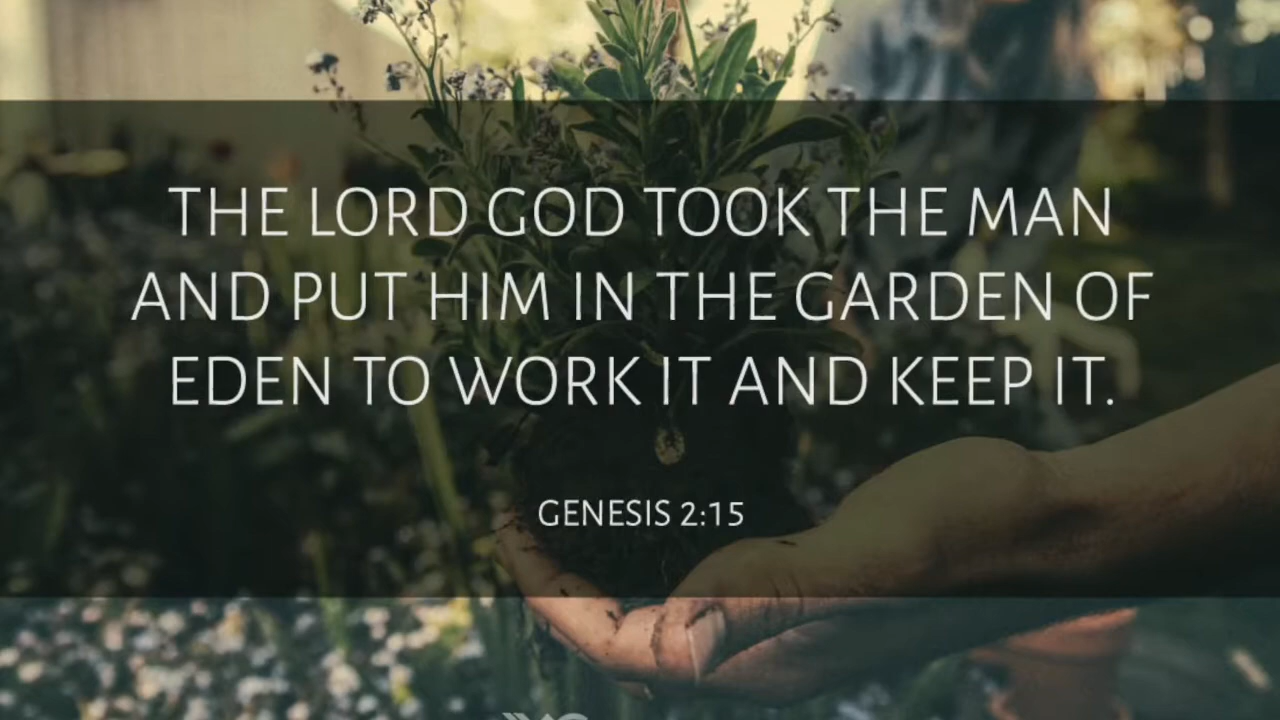 THE LORD GOD TOOK THE MAN
AND PUT HIM IN THE GARDEN OF
EDEN TO WORK IT AND KEEP IT.
GENESIS 2:15